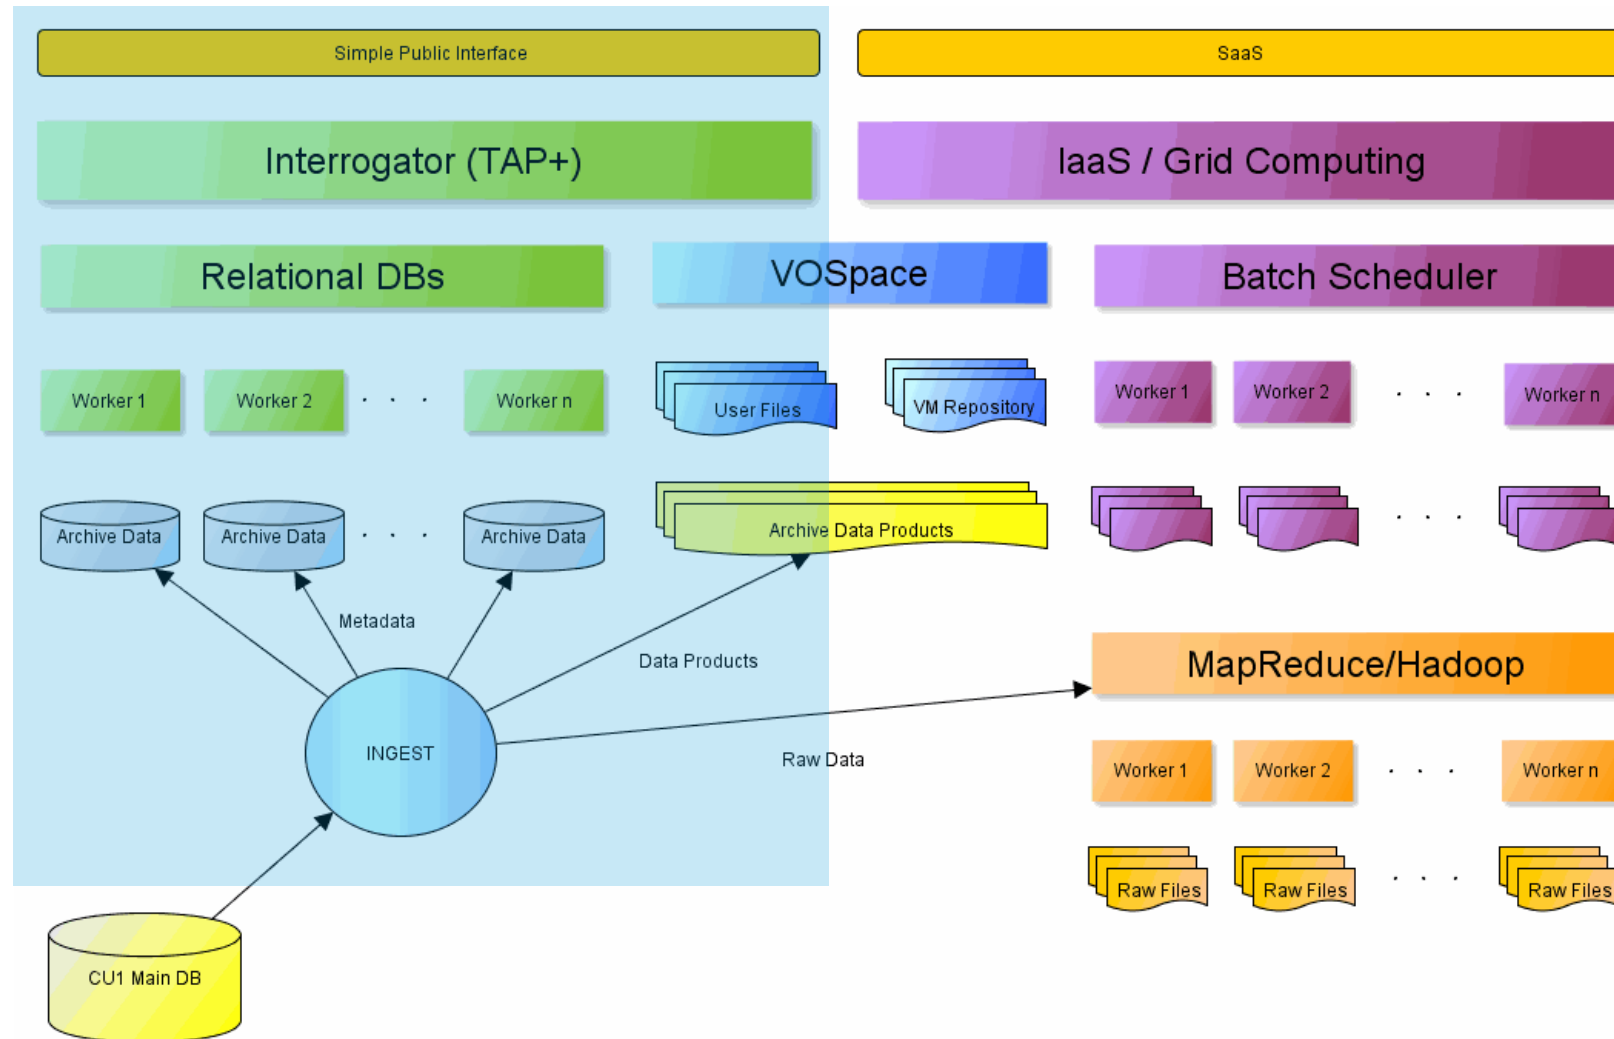 Simple Public Interface
SaaS
Interrogator (TAP+)
IaaS / Grid Computing
Relational DBs
VOSpace
Batch Scheduler
Worker 1
Worker 2
. . .
Worker n
User Files
VM Repository
Worker 1
Worker 2
. . .
Worker n
Archive Data
Archive Data
. . .
Archive Data
Archive Data Products
. . .
Metadata
Data Products
MapReduce/Hadoop
INGEST
Raw Data
Worker 1
Worker 2
. . .
Worker n
Raw Files
Raw Files
. . .
Raw Files
CU1 Main DB